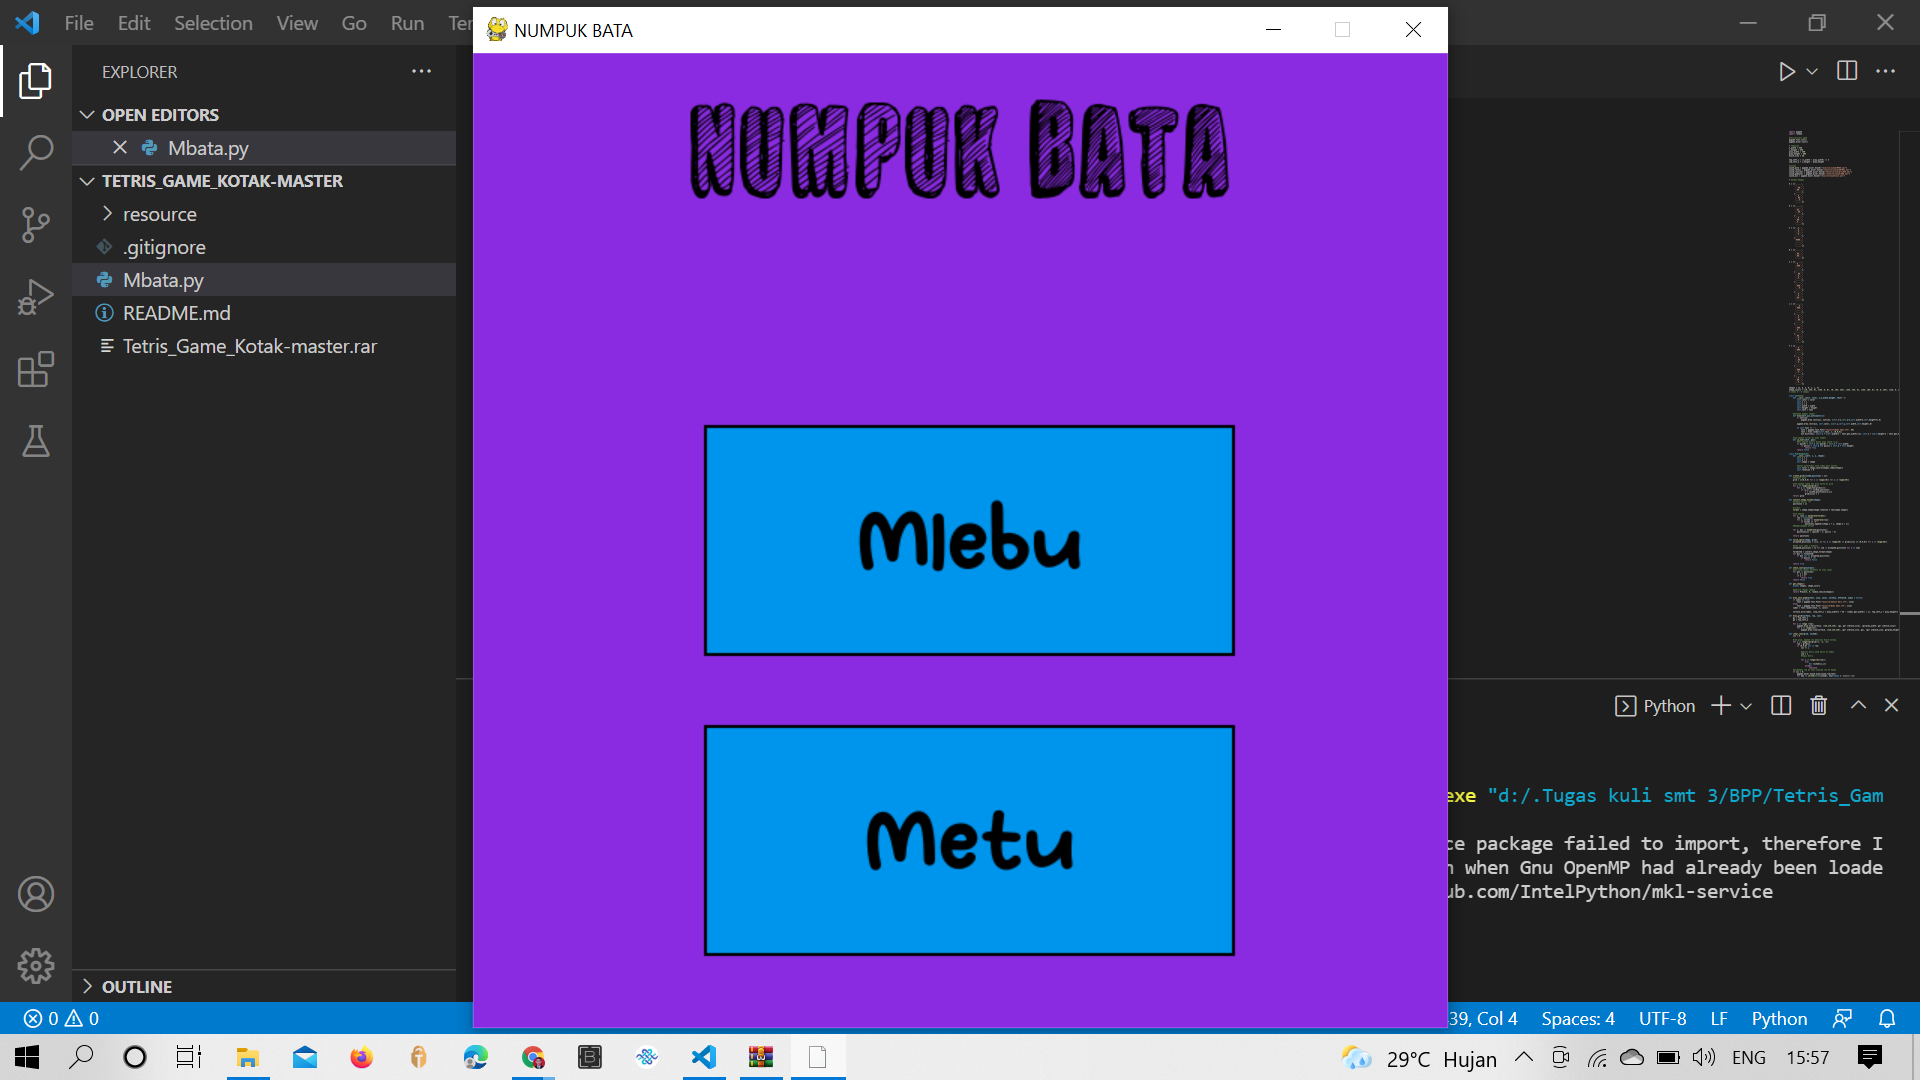 File Edit Selection View Go Run Ter
NUMPUK BATA
EXPLORER
OPEN EDITORS
Mbata.py
TETRIS_GAME_KOTAK-MASTER
resource
.gitignore
Mbata.py
README.md
Tetris_Game_Kotak-master.rar
OUTLINE
NUMPUK BATA
Mlebu
Metu
Python
exe "d:/.Tugas kuli smt 3/BPP/Tetris_Gam
ce package failed to import, therefore I
when Gnu OpenMP had already been loade
ub.com/IntelPython/mkl-service
0 0
39, Col 4 Spaces: 4 UTF-8 LF Python
29°C Hujan ENG 15:57